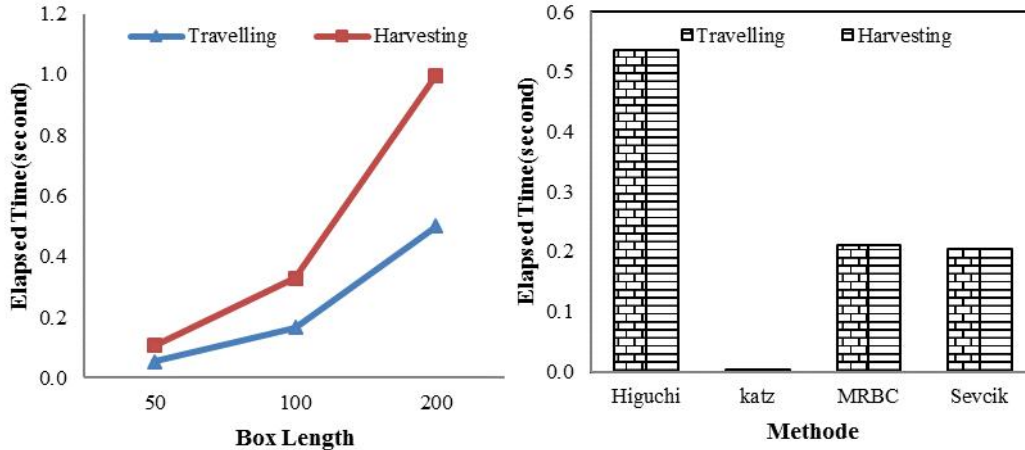 1.2
1.0
0.8
0.6
0.4
0.2
0.0
Elapsed Time(second)
Travelling
Harvesting
50
100
200
Box Length
0.6
0.5
0.4
0.3
0.2
0.1
0.0
Elapsed Time(second)
Travelling
Harvesting
Higuchi
katz
MRBC
Sevcik
Methode